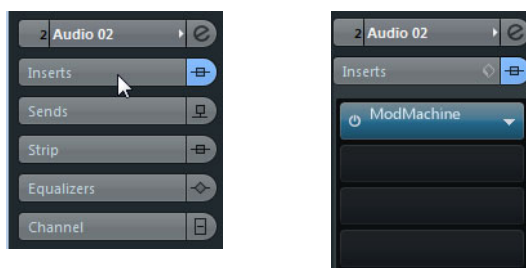 2 Audio 02
Inserts
Sends
Strip
Equalizers
Channel
2 Audio 02
Inserts
ModMachine